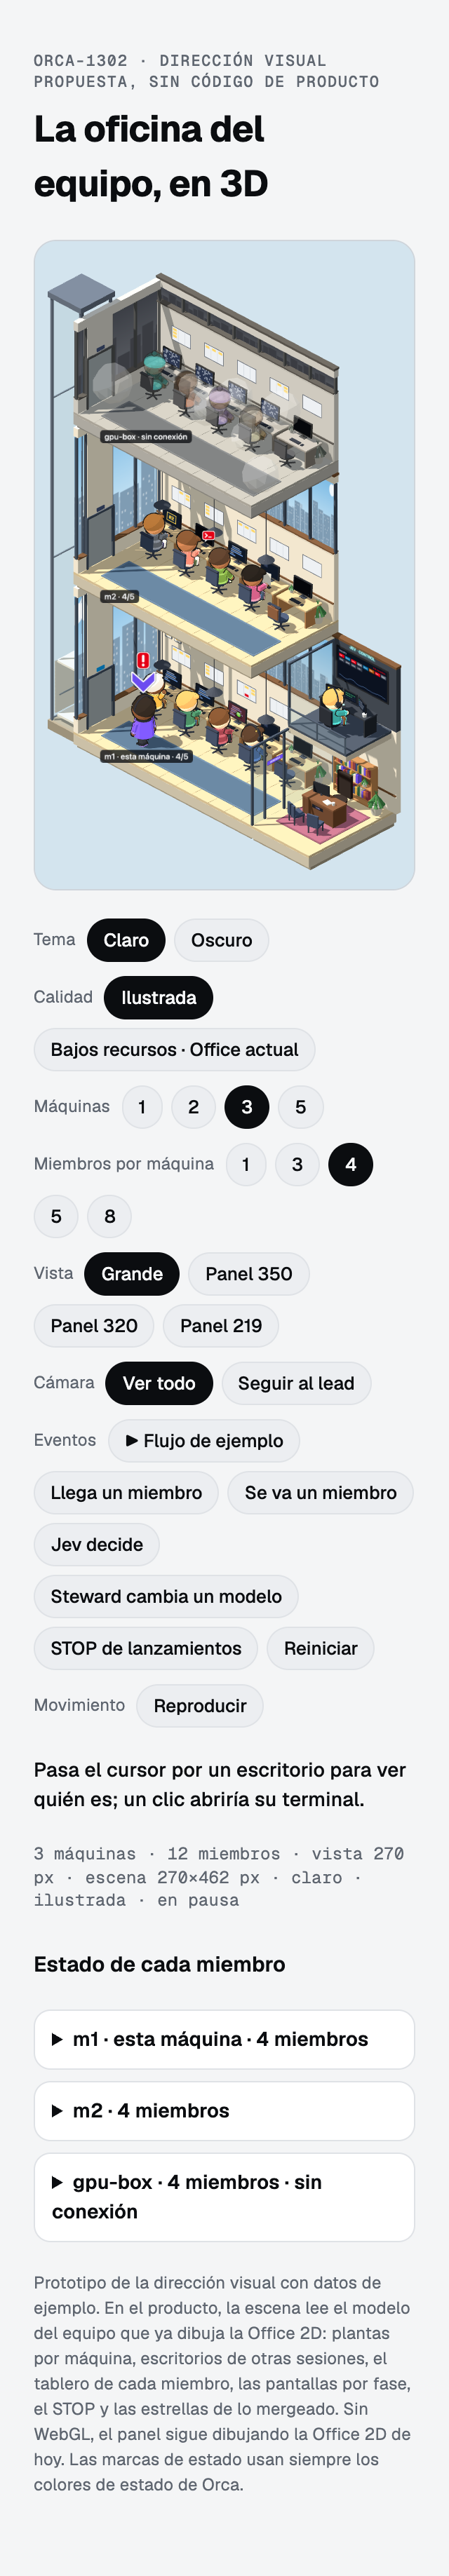 ORCA-1302 · DIRECCIÓN VISUAL
PROPUESTA, SIN CÓDIGO DE PRODUCTO
La oficina del
equipo, en 3D
gpu-box · sin conexión
m2 · 4/5
m1 · esta máquina · 4/5
Tema Claro Oscuro
Calidad Ilustrada
Bajos recursos · Office actual
Máquinas 1 2 3 5
Miembros por máquina 1 3 4
5 8
Vista Grande Panel 350
Panel 320 Panel 219
Cámara Ver todo Seguir al lead
Eventos ▶ Flujo de ejemplo
Llega un miembro Se va un miembro
Jev decide
Steward cambia un modelo
STOP de lanzamientos Reiniciar
Movimiento Reproducir
Pasa el cursor por un escritorio para ver
quién es; un clic abriría su terminal.
3 máquinas · 12 miembros · vista 270
px · escena 270×462 px · claro ·
ilustrada · en pausa
Estado de cada miembro
▶ m1 · esta máquina · 4 miembros
▶ m2 · 4 miembros
▶ gpu-box · 4 miembros · sin
conexión
Prototipo de la dirección visual con datos de
ejemplo. En el producto, la escena lee el modelo
del equipo que ya dibuja la Office 2D: plantas
por máquina, escritorios de otras sesiones, el
tablero de cada miembro, las pantallas por fase,
el STOP y las estrellas de lo mergeado. Sin
WebGL, el panel sigue dibujando la Office 2D de
hoy. Las marcas de estado usan siempre los
colores de estado de Orca.